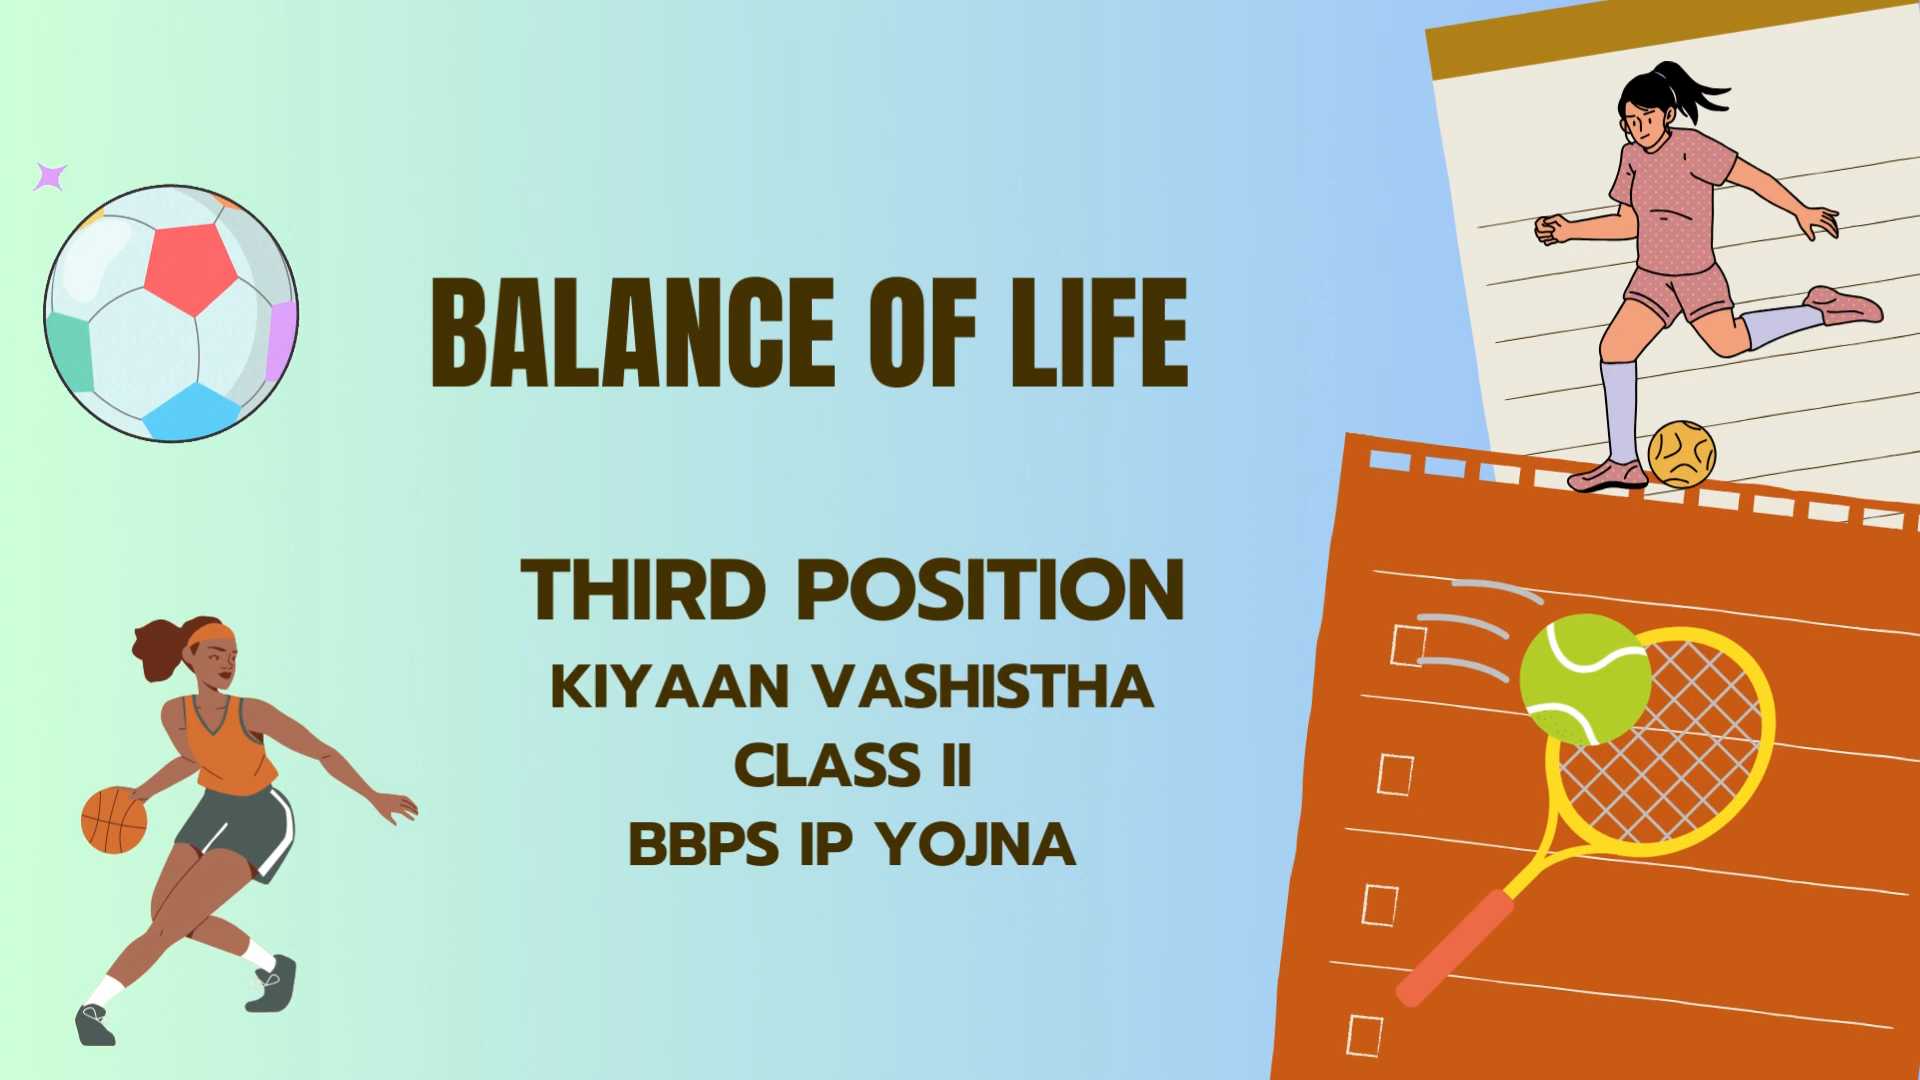 BALANCE OF LIFE
THIRD POSITION
KIYAAN VASHISTHA
CLASS II
BBPS IP YOJNA